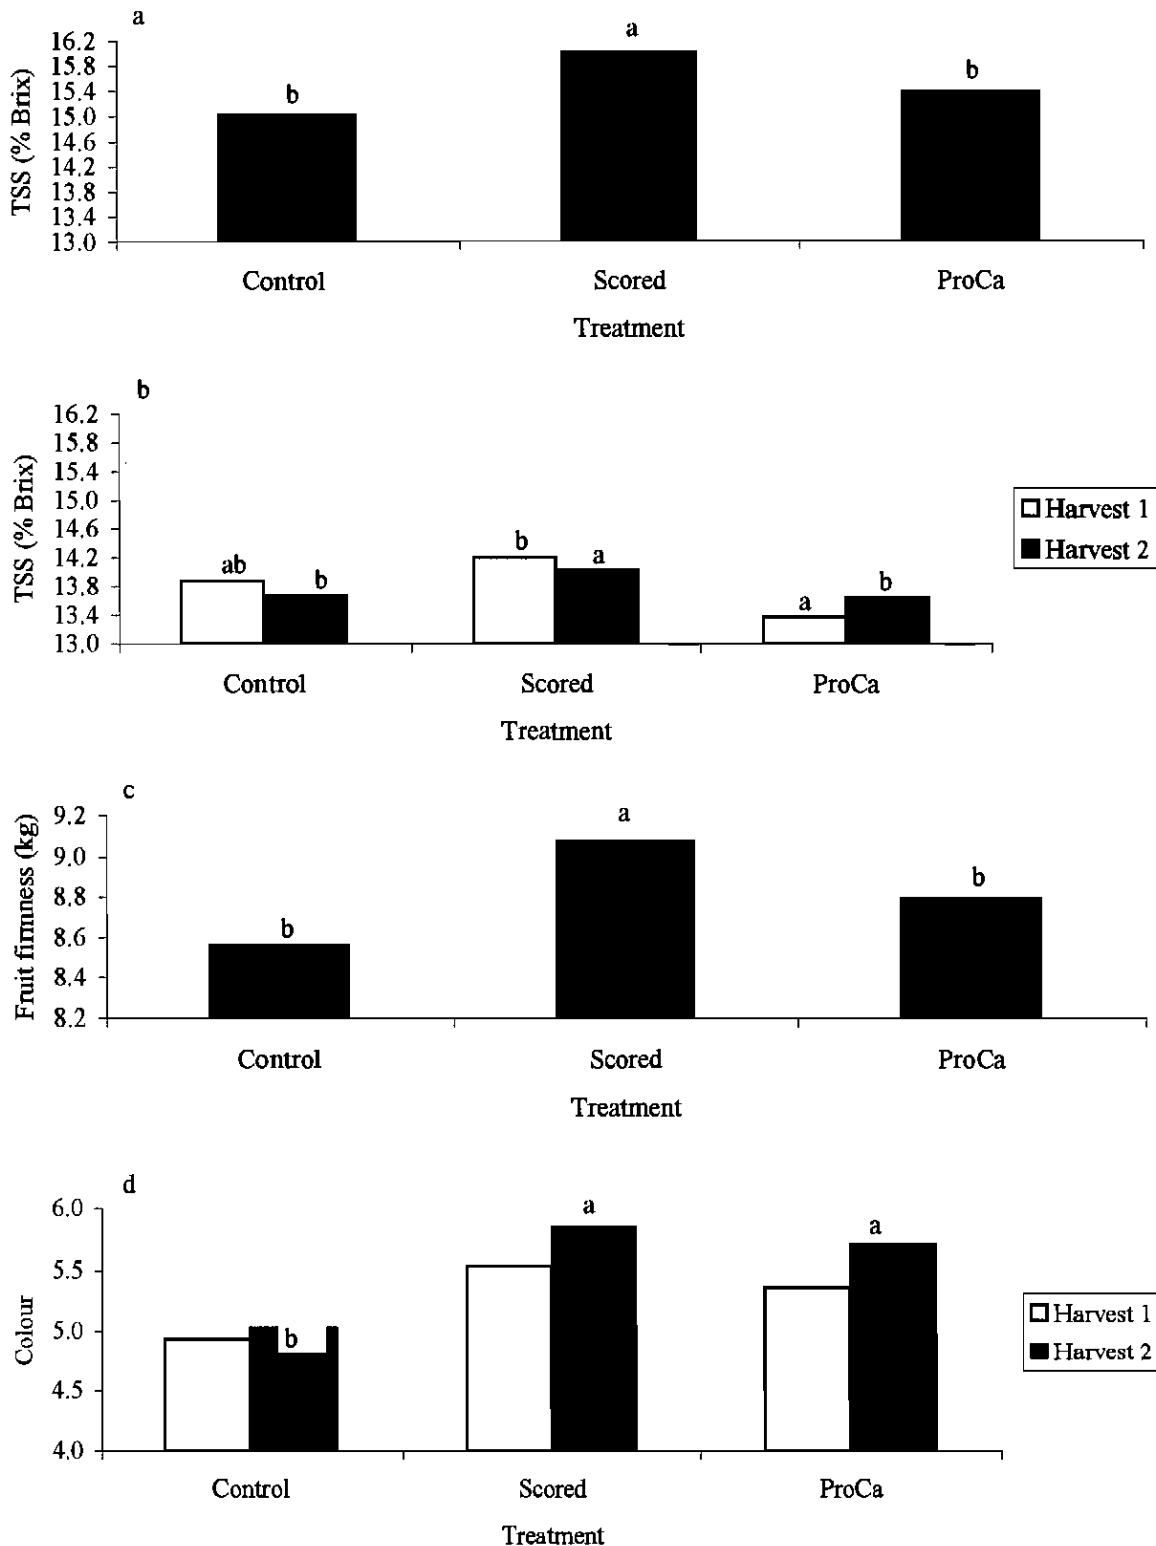 a
TSS (% Brix)
16.2
15.8
15.4
15.0
14.6
14.2
13.8
13.4
13.0
b
a
b
Control
Scored
ProCa
Treatment
b
TSS (% Brix)
16.2
15.8
15.4
15.0
14.6
14.2
13.8
13.4
13.0
ab
b
b
a
a
b
Control
Scored
ProCa
Treatment
Harvest 1
Harvest 2
c
Fruit firmness (kg)
9.2
9.0
8.8
8.6
8.4
8.2
b
a
b
Control
Scored
ProCa
Treatment
d
Colour
6.0
5.5
5.0
4.5
4.0
b
a
a
Control
Scored
ProCa
Treatment
Harvest 1
Harvest 2